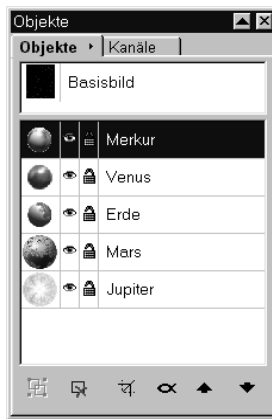 Objekte
Objekte Kanäle
Basisbild
Merkur
Venus
Erde
Mars
Jupiter